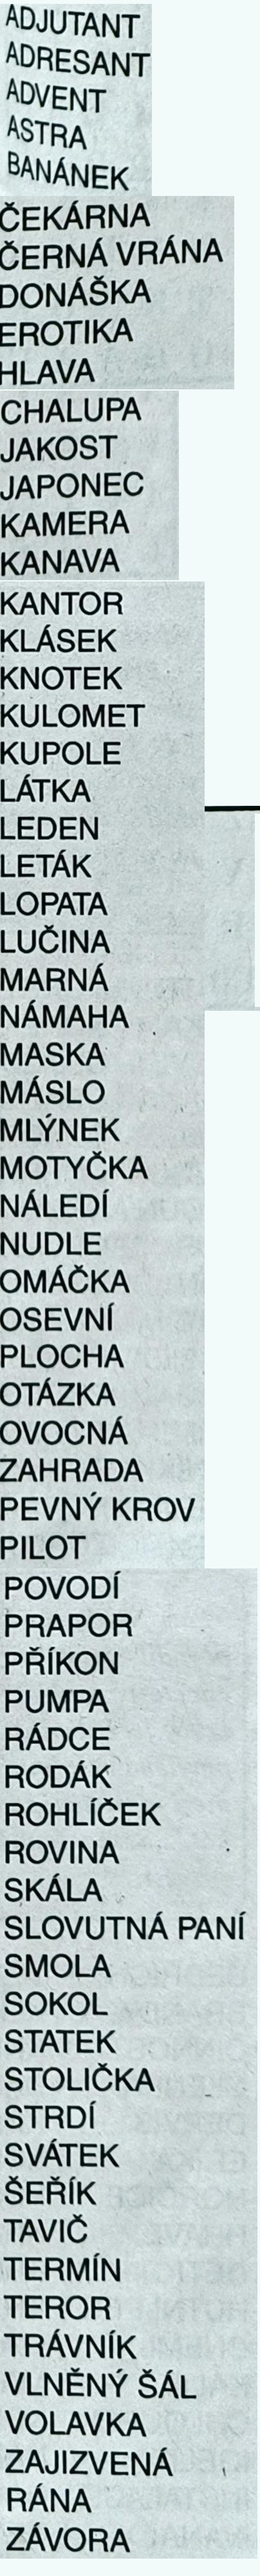 ADJUTANT
ADRESANT
ADVENT
ASTRA
BANÁNEK
ČEKÁRNA
ČERNÁ VRÁNA
DONÁŠKA
EROTIKA
HLAVA
CHALUPA
JAKOST
JAPONEC
KAMERA
KANAVA
KANTOR
KLÁSEK
KNOTEK
KULOMET
KUPOLE
LÁTKA
LEDEN
LETÁK
LOPATA
LUČINA
MARNÁ
NÁMAHA
MASKA
MÁSLO
MLÝNEK
MOTYČKA
NÁLEDÍ
NUDLE
OMÁČKA
OSEVNÍ
PLOCHA
OTÁZKA
OVOCNÁ
ZAHRADA
PEVNÝ KROV
PILOT
POVODÍ
PRAPOR
PŘÍKON
PUMPA
RÁDCE
RODÁK
ROHLÍČEK
ROVINA
SKÁLA
SLOVUTNÁ PANÍ
SMOLA
SOKOL
STATEK
STOLIČKA
STRDÍ
SVÁTEK
ŠEŘÍK
TAVIČ
TERMÍN
TEROR
TRÁVNÍK
VLNĚNÝ ŠÁL
VOLAVKA
ZAJIZVENÁ
RÁNA
ZÁVORA